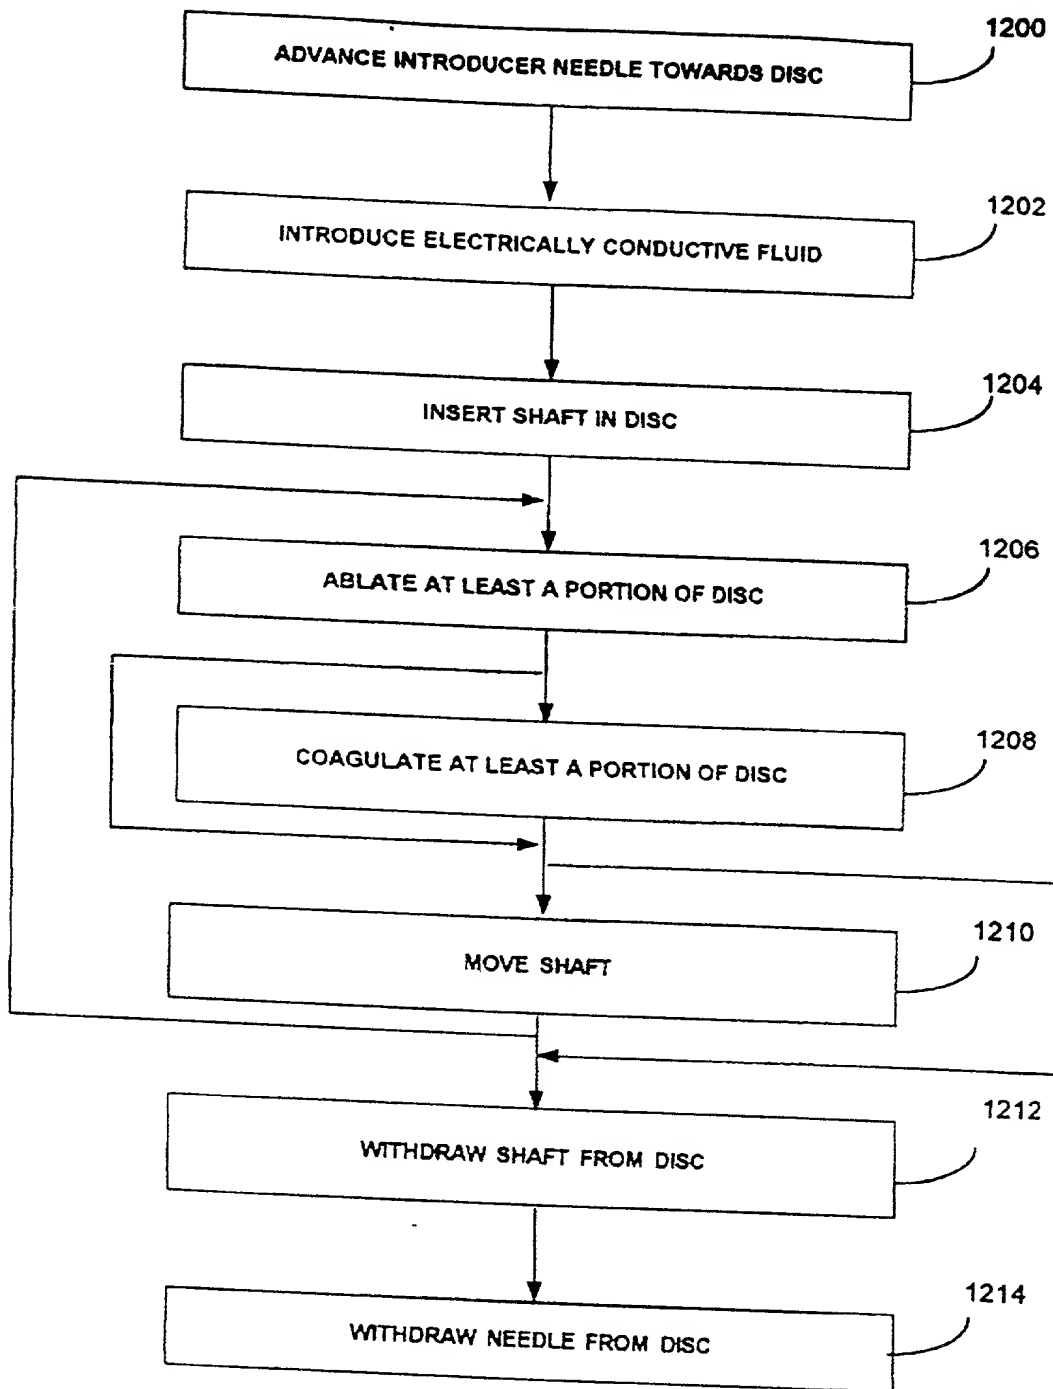 1200
ADVANCE INTRODUCER NEEDLE TOWARDS DISC
1202
INTRODUCE ELECTRICALLY CONDUCTIVE FLUID
1204
INSERT SHAFT IN DISC
1206
ABLATE AT LEAST A PORTION OF DISC
1208
COAGULATE AT LEAST A PORTION OF DISC
1210
MOVE SHAFT
1212
WITHDRAW SHAFT FROM DISC
1214
WITHDRAW NEEDLE FROM DISC